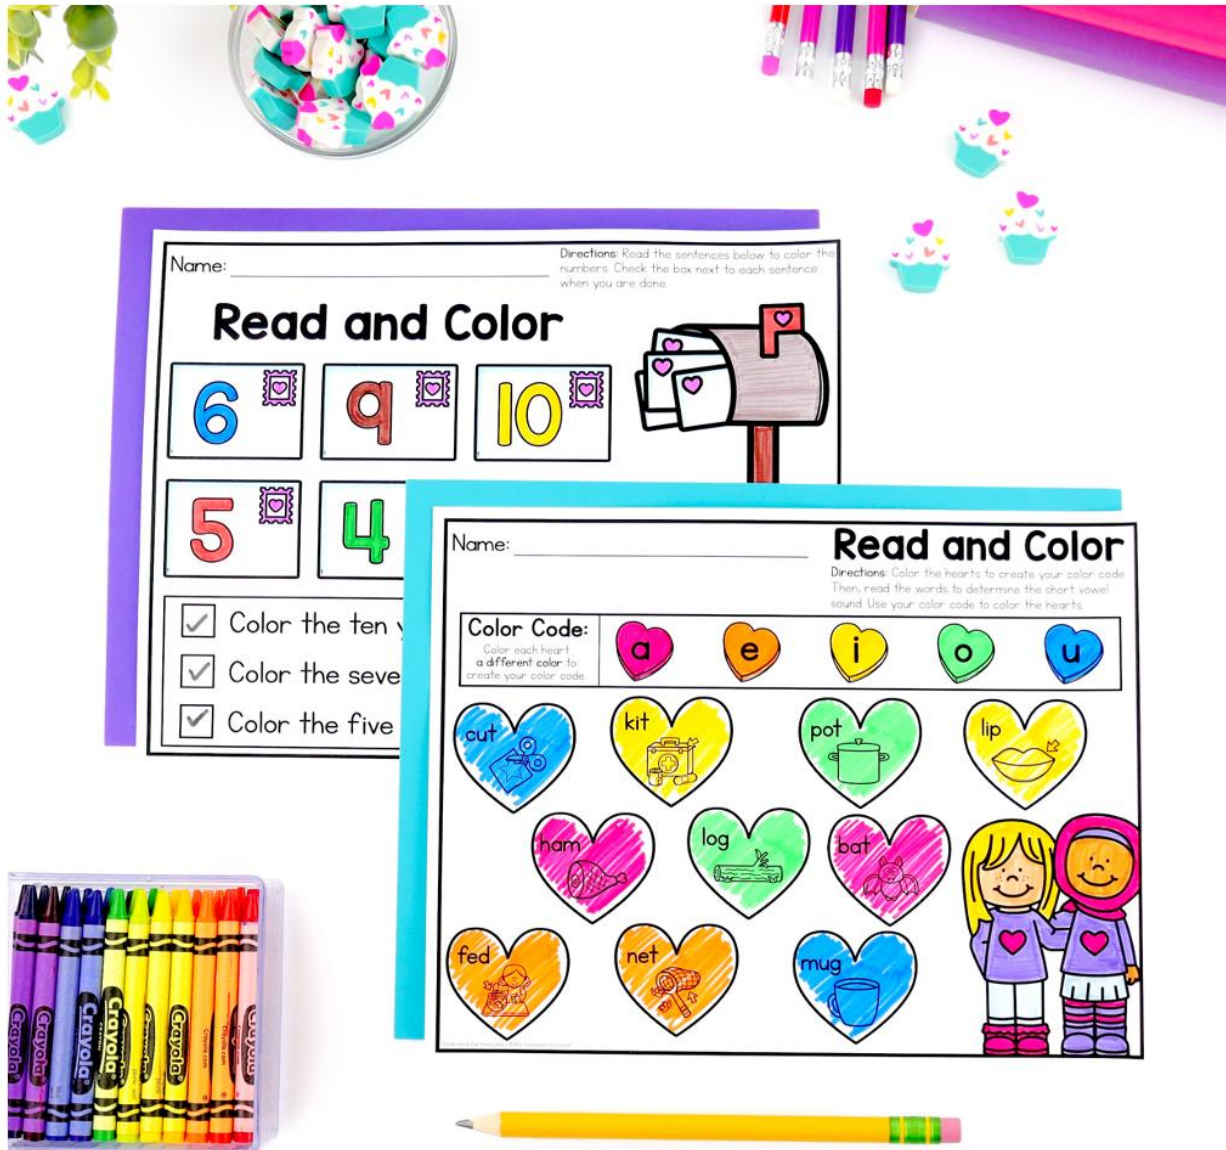 Name:
Directions: Read the sentences below to color the
numbers. Check the box next to each sentence
when you are done.
Read and Color
6 9 10
5 4
Color the ten
Color the seve
Color the five
Name:
Read and Color
Directions: Color the hearts to create your color code.
Then, read the words to determine the short vowel
sound. Use your color code to color the hearts.
Color Code:
Color each heart
a different color to
create your color code.
a e i o u
cut kit pot lip
ham log bat
fed net mug
Crayola
Crayola
Crayola
Crayola
Crayola
Crayola